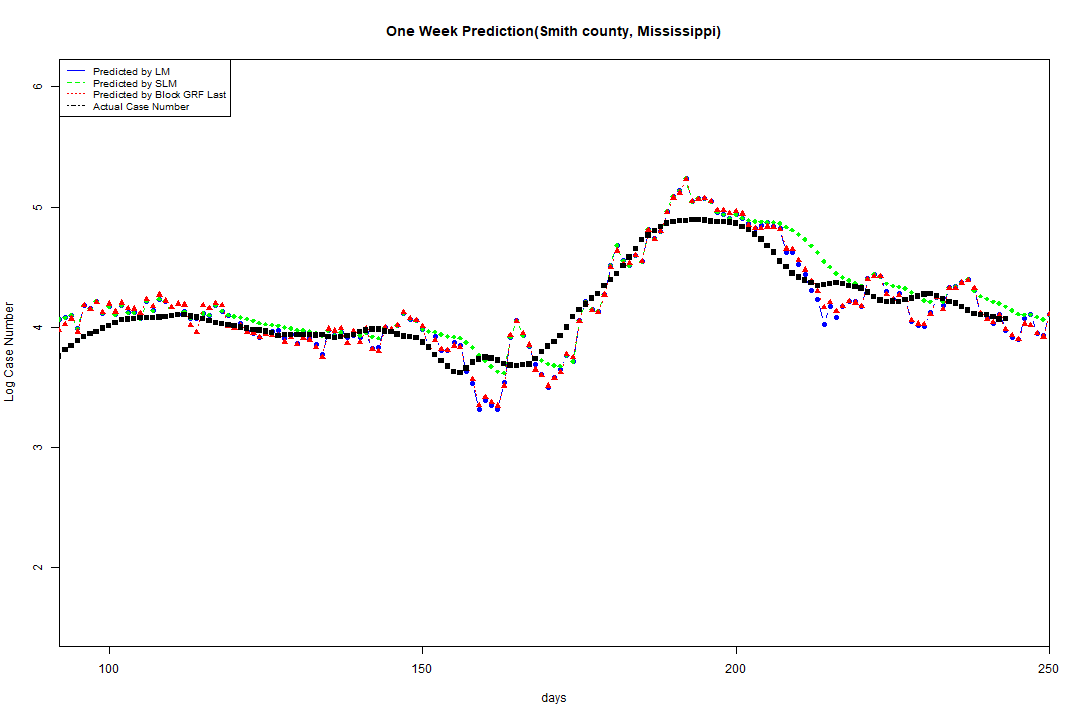 One Week Prediction(Smith county, Mississippi)
Predicted by LM
Predicted by SLM
Predicted by Block GRF Last
Actual Case Number
6
5
4
3
2
Log Case Number
100 150 200 250
days